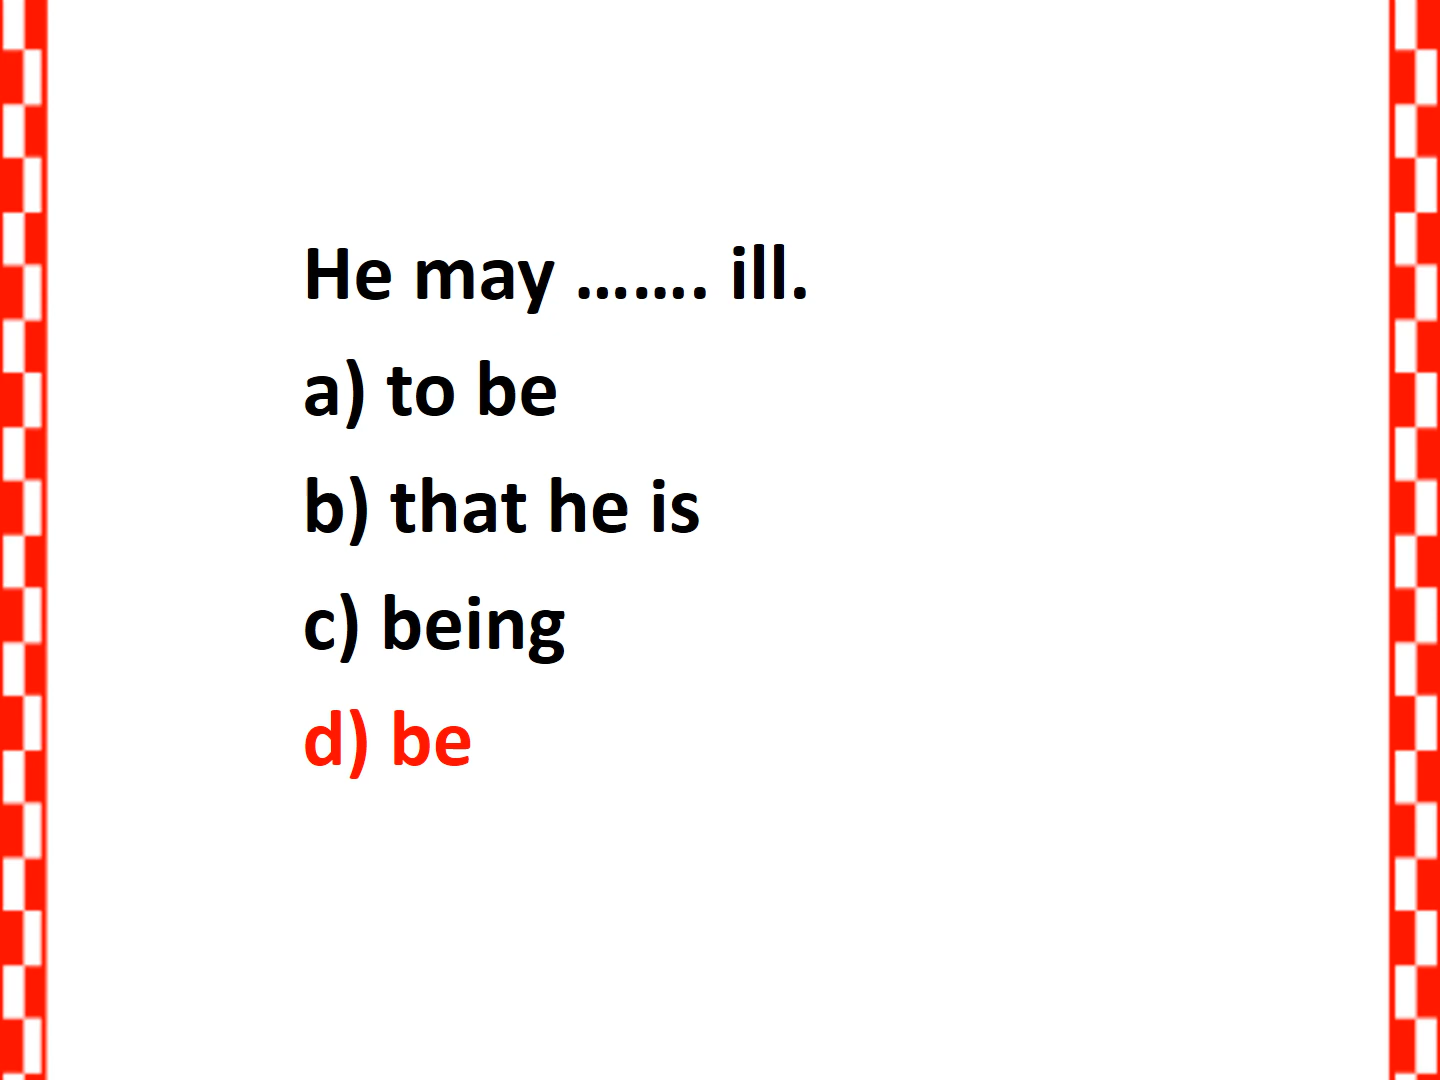 He may ……. ill.
a) to be
b) that he is
c) being
d) be